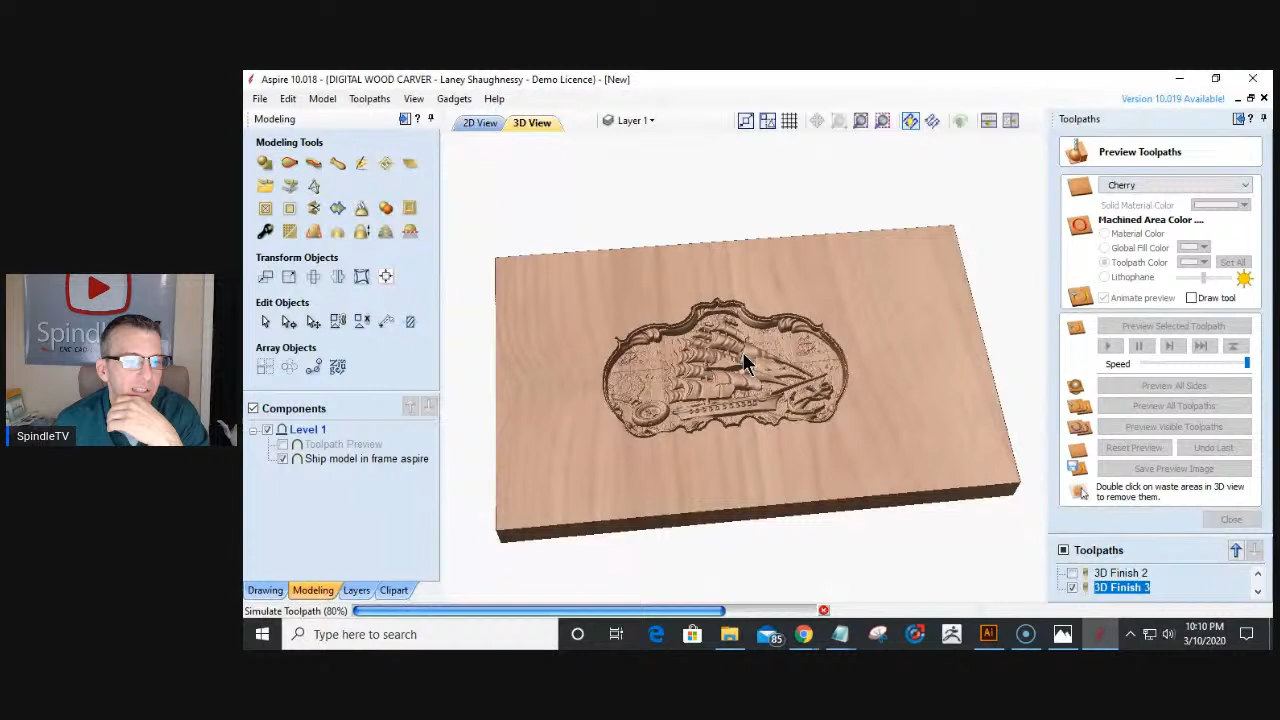 Aspire 10.018 - (DIGITAL WOOD CARVER - Laney Shaughnessy - Demo Licence) - [New]
File Edit Model Toolpaths View Gadgets Help
Version 10.019 Available!
Modeling
2D View 3D View Layer 1
Toolpaths
Modeling Tools
Transform Objects
Edit Objects
Array Objects
Components
Level 1
Toolpath Preview
Ship model in frame aspire
Drawing Modeling Layers Clipart
Simulate Toolpath (80%)
Preview Toolpaths
Cherry
Solid Material Color
Machined Area Color ....
Material Color
Global Fill Color
Toolpath Color Set All
Lithophane
Animate preview Draw tool
Preview Selected Toolpath
Speed
Preview All Sides
Preview All Toolpaths
Preview Visible Toolpaths
Reset Preview Undo Last
Save Preview Image
Double click on waste areas in 3D view
to remove them.
Close
Toolpaths
3D Finish 2
3D Finish 3
Spindle
CNC-CAD
SpindleTV
Type here to search
85
Ai
10:10 PM
3/10/2020